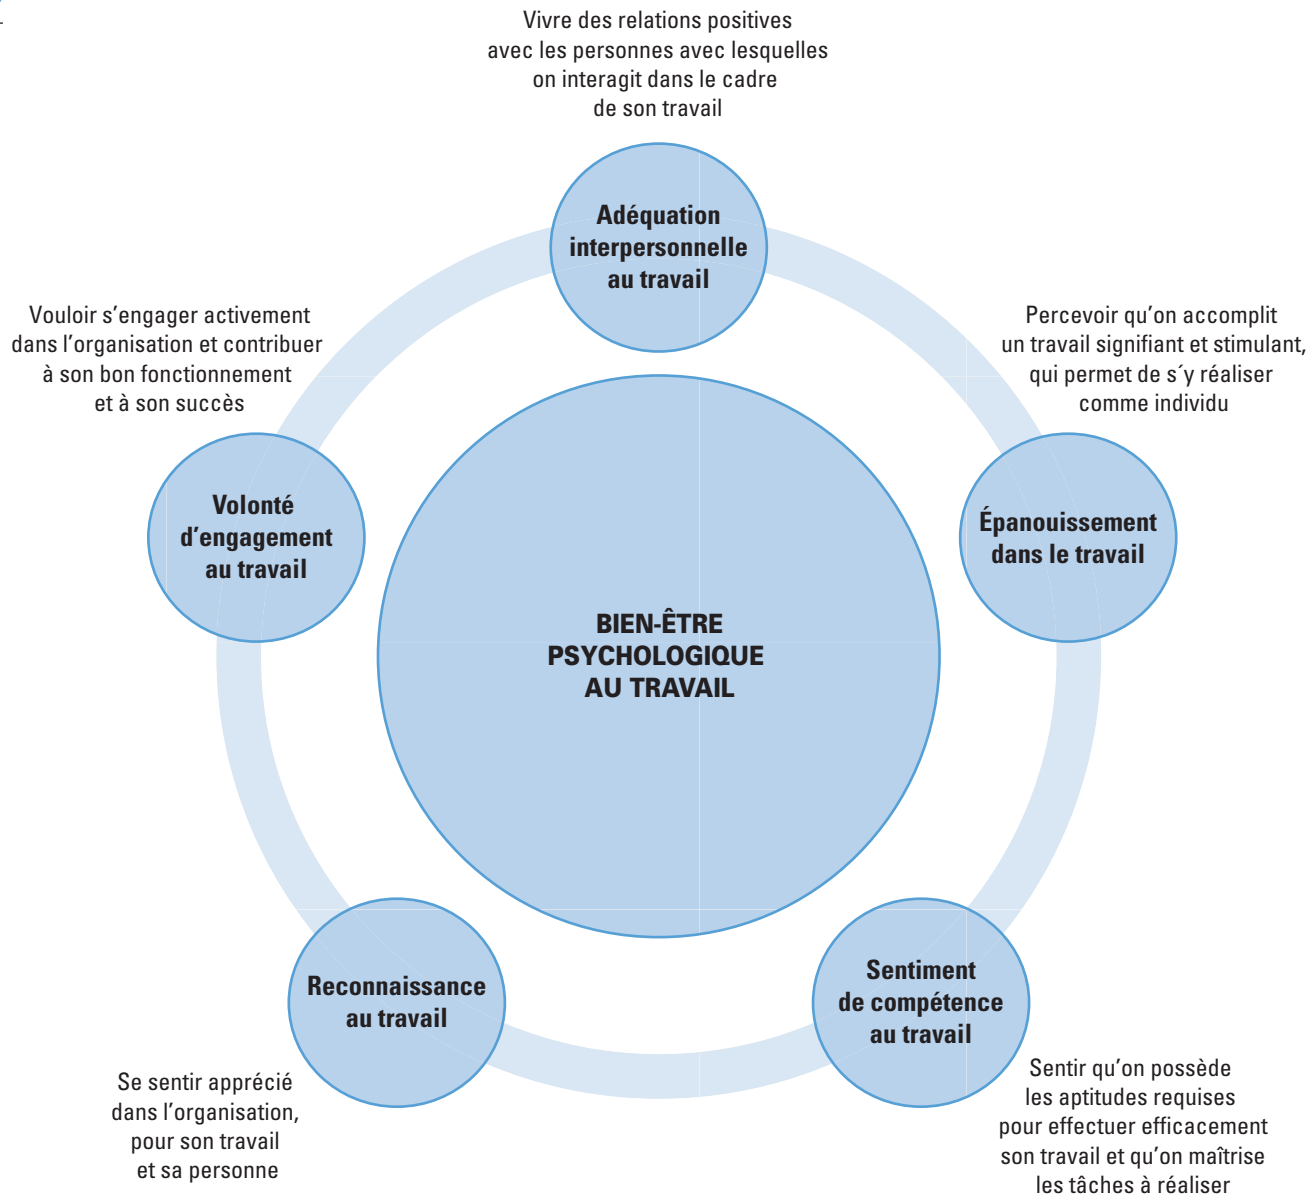 Vivre des relations positives
avec les personnes avec lesquelles
on interagit dans le cadre
de son travail
Adéquation
interpersonnelle
au travail
Vouloir s’engager activement
dans l’organisation et contribuer
à son bon fonctionnement
et à son succès
Percevoir qu’on accomplit
un travail signifiant et stimulant,
qui permet de s´y réaliser
comme individu
Volonté
d’engagement
au travail
Épanouissement
dans le travail
BIEN-ÊTRE
PSYCHOLOGIQUE
AU TRAVAIL
Reconnaissance
au travail
Sentiment
de compétence
au travail
Se sentir apprécié
dans l’organisation,
pour son travail
et sa personne
Sentir qu’on possède
les aptitudes requises
pour effectuer efficacement
son travail et qu’on maîtrise
les tâches à réaliser